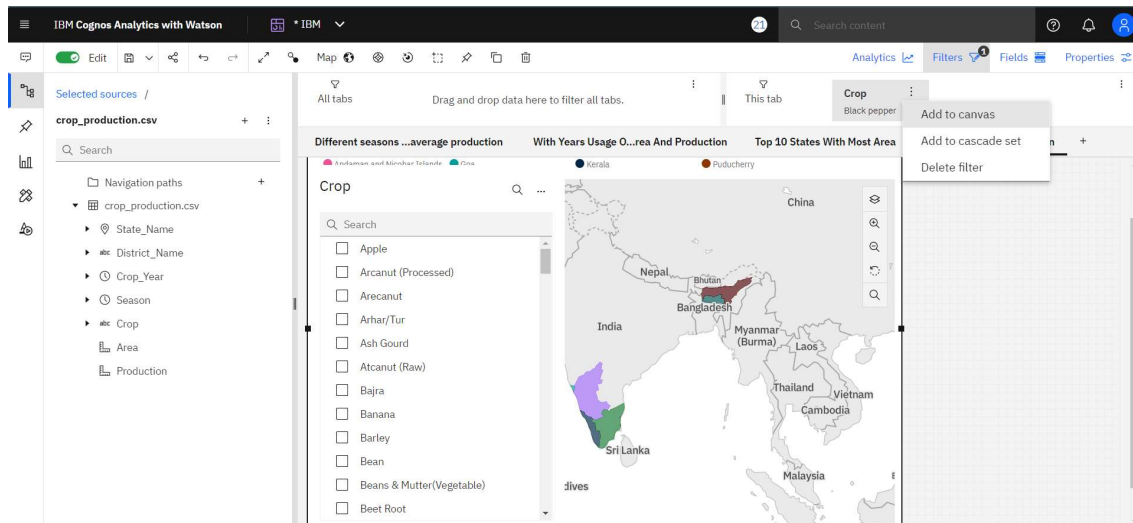 IBM Cognos Analytics with Watson
* IBM
21
Search content
Edit
Map
Analytics
Filters
1
Fields
Properties
Selected sources /
crop_production.csv
+
Search
Navigation paths
+
crop_production.csv
State_Name
abc District_Name
Crop_Year
Season
abc Crop
Area
Production
All tabs
Drag and drop data here to filter all tabs.
This tab
Crop
Black pepper
Add to canvas
Add to cascade set
Delete filter
Different seasons ...average production
With Years Usage O...rea And Production
Top 10 States With Most Area
n
+
Andaman and Nicobar Islands
Goa
Kerala
Puducherry
Crop
...
Search
Apple
Arcanut (Processed)
Arecanut
Arhar/Tur
Ash Gourd
Atcanut (Raw)
Bajra
Banana
Barley
Bean
Beans & Mutter(Vegetable)
Beet Root
China
Nepal
Bhutan
Bangladesh
India
Myanmar
(Burma)
Laos
Thailand
Vietnam
Cambodia
Sri Lanka
Malaysia
dives